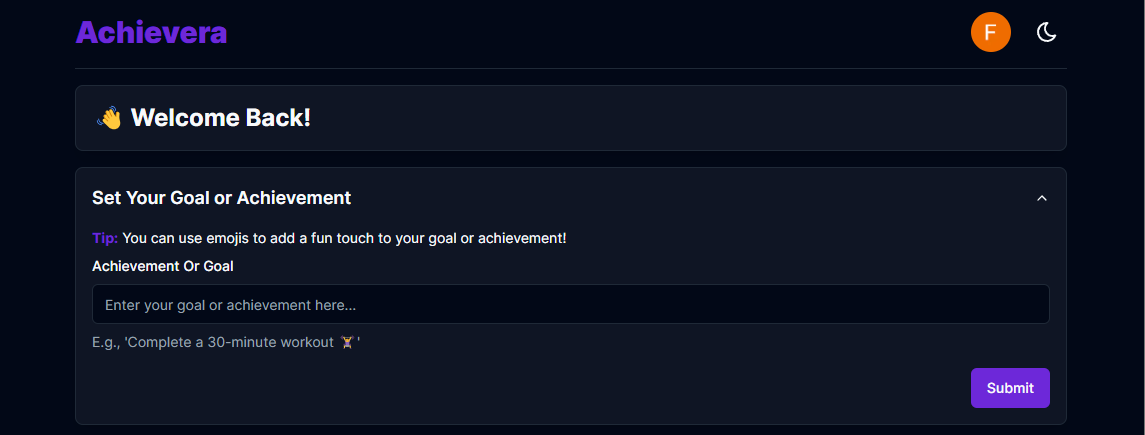 Achievera
F
👋 Welcome Back!
Set Your Goal or Achievement
Tip: You can use emojis to add a fun touch to your goal or achievement!
Achievement Or Goal
Enter your goal or achievement here...
E.g., 'Complete a 30-minute workout 🏋️‍♀️'
Submit